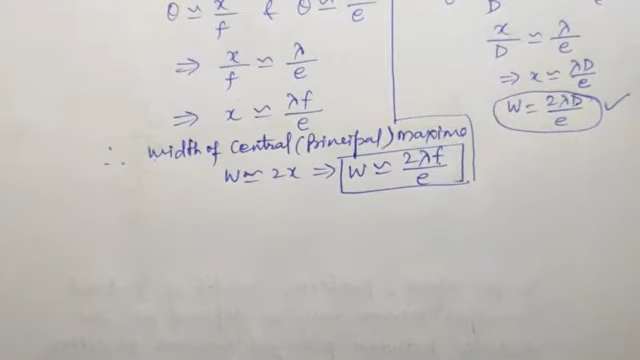 θ ≃ x/f & θ ≃ /e
⇒ x/f ≃ λ/e
⇒ x ≃ λf/e
∴ width of central (Principal) maxima
W ≃ 2x ⇒ W ≃ 2λf/e
D
x/D ≃ λ/e
⇒ x ≃ λD/e
W = 2λD/e ✓